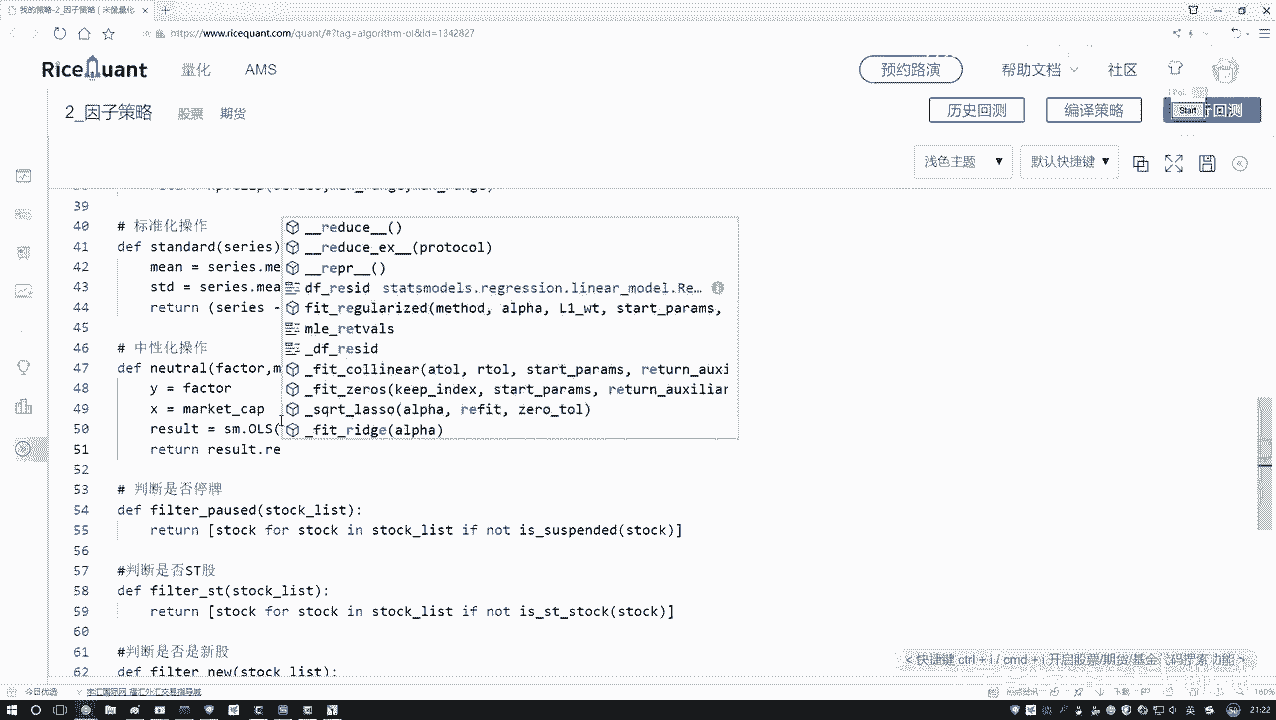 我的策略-2_因子策略
https://www.ricequant.com/quant/#?tag=algorithm-ol&id=1342827
RiceQuant 量化 AMS 预约路演 帮助文档 社区
2_因子策略 股票 期货 历史回测 编译策略 Start 回测
浅色主题 默认快捷键
39
40 # 标准化操作
41 def standard(series)
42 mean = series.me
43 std = series.mea
44 return (series -
45
46 # 中性化操作
47 def neutral(factor,m
48 y = factor
49 x = market_cap
50 result = sm.OLS(
51 return result.re
52
53 # 判断是否停牌
54 def filter_paused(stock_list):
55 return [stock for stock in stock_list if not is_suspended(stock)]
56
57 #判断是否ST股
58 def filter_st(stock_list):
59 return [stock for stock in stock_list if not is_st_stock(stock)]
60
61 #判断是否是新股
62 def filter_new(stock_list):
__reduce__()
__reduce_ex__(protocol)
__repr__()
df_resid statsmodels.regression.linear_model.Re…
fit_regularized(method, alpha, L1_wt, start_params,
mle_retvals
_df_resid
_fit_collinear(atol, rtol, start_params, return_auxi
_fit_zeros(keep_index, start_params, return_auxiliar
_sqrt_lasso(alpha, refit, zero_tol)
_fit_ridge(alpha)
快捷键 ctrl + i / cmd + i 开启股票/期货/基金
今日优选
160%
英 21:22